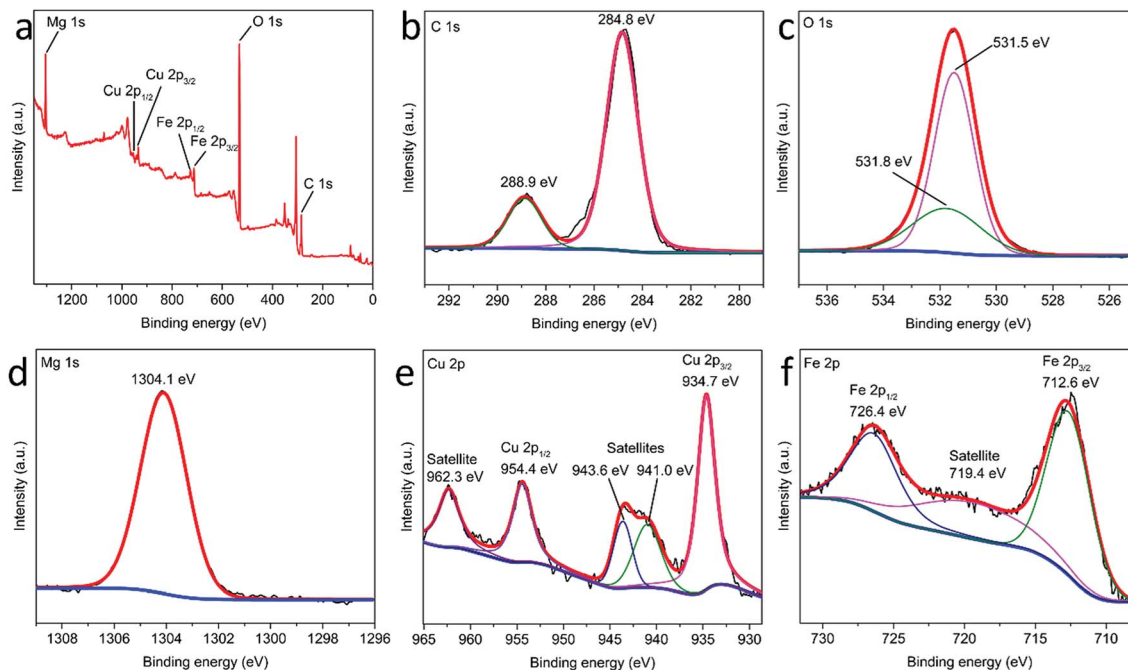 a
Mg 1s
O 1s
Cu 2p3/2
Cu 2p1/2
Fe 2p1/2
Fe 2p3/2
C 1s
Intensity (a.u.)
1200 1000 800 600 400 200 0
Binding energy (eV)
b
C 1s
284.8 eV
288.9 eV
Intensity (a.u.)
292 290 288 286 284 282 280
Binding energy (eV)
c
O 1s
531.5 eV
531.8 eV
Intensity (a.u.)
536 534 532 530 528 526
Binding energy (eV)
d
Mg 1s
1304.1 eV
Intensity (a.u.)
1308 1306 1304 1302 1300 1298 1296
Binding energy (eV)
e
Cu 2p
Cu 2p3/2
934.7 eV
Cu 2p1/2
954.4 eV
Satellite
962.3 eV
Satellites
943.6 eV 941.0 eV
Intensity (a.u.)
965 960 955 950 945 940 935 930
Binding energy (eV)
f
Fe 2p
Fe 2p3/2
712.6 eV
Fe 2p1/2
726.4 eV
Satellite
719.4 eV
Intensity (a.u.)
730 725 720 715 710
Binding energy (eV)